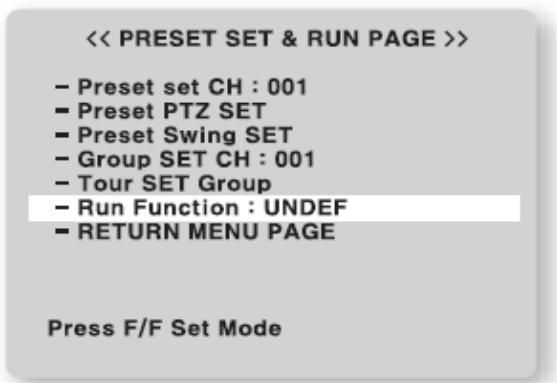 << PRESET SET & RUN PAGE >>
– Preset set CH : 001
– Preset PTZ SET
– Preset Swing SET
– Group SET CH : 001
– Tour SET Group
– Run Function : UNDEF
– RETURN MENU PAGE
Press F/F Set Mode